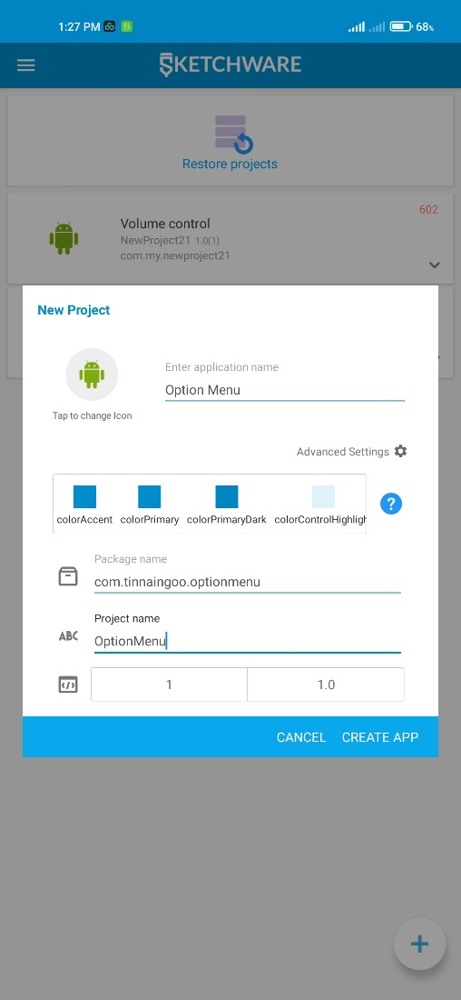 1:27 PM
68%
SKETCHWARE
Restore projects
602
Volume control
NewProject21 1.0(1)
com.my.newproject21
New Project
Enter application name
Option Menu
Tap to change Icon
Advanced Settings
colorAccent colorPrimary colorPrimaryDark colorControlHighligh
?
Package name
com.tinnaingoo.optionmenu
Project name
ABC
OptionMenu
1 1.0
CANCEL CREATE APP